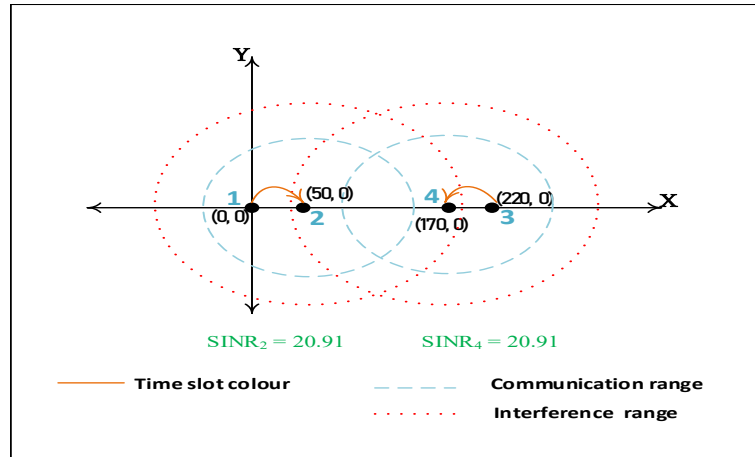 Y
1
(50, 0)
4
(220, 0)
X
(0, 0)
2
(170, 0)
3
SINR₂ = 20.91
SINR₄ = 20.91
Time slot colour
Communication range
Interference range